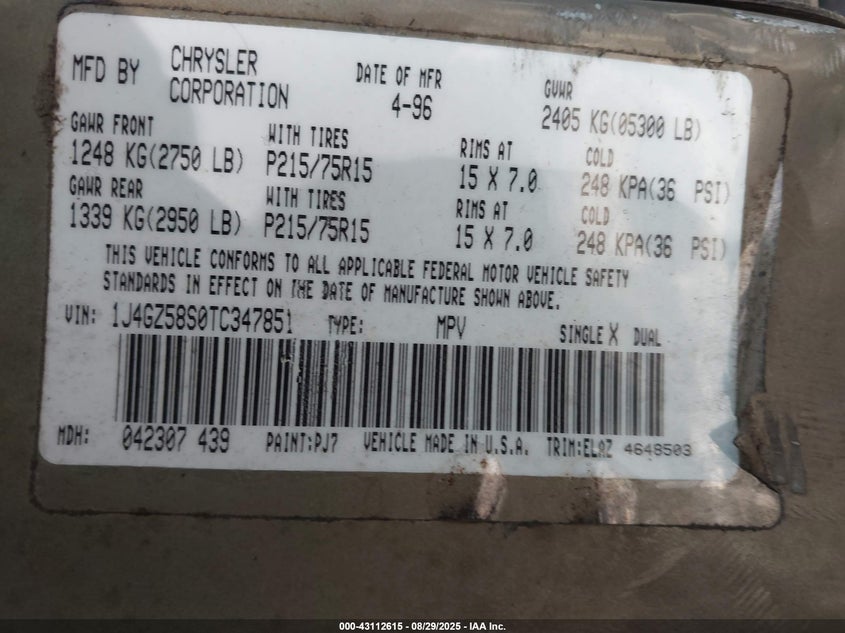 MFD BY CHRYSLER CORPORATION DATE OF MFR 4-96 GVWR 2405 KG(05300 LB)
GAWR FRONT WITH TIRES RIMS AT COLD
1248 KG(2750 LB) P215/75R15 15 X 7.0 248 KPA(36 PSI)
GAWR REAR WITH TIRES RIMS AT COLD
1339 KG(2950 LB) P215/75R15 15 X 7.0 248 KPA(36 PSI)
THIS VEHICLE CONFORMS TO ALL APPLICABLE FEDERAL MOTOR VEHICLE SAFETY
STANDARDS IN EFFECT ON THE DATE OF MANUFACTURE SHOWN ABOVE.
VIN: 1J4GZ58S0TC347851 TYPE: MPV SINGLE X DUAL
MDH: 042307 439 PAINT:PJ7 VEHICLE MADE IN U.S.A. TRIM:ELAZ 4648503
000-43112615 - 08/29/2025 - IAA Inc.